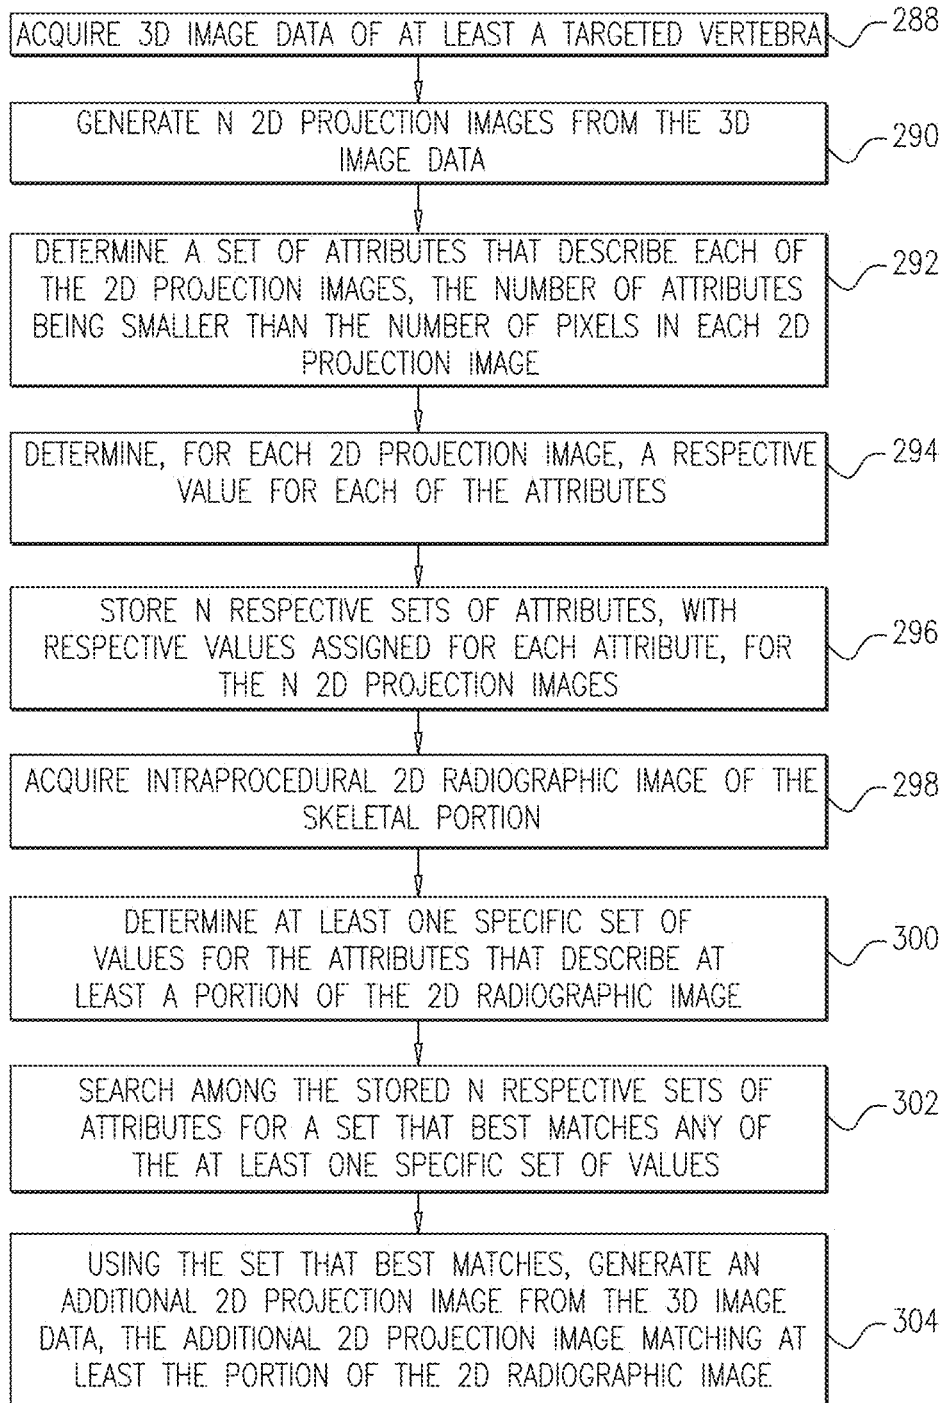 ACQUIRE 3D IMAGE DATA OF AT LEAST A TARGETED VERTEBRA
288
GENERATE N 2D PROJECTION IMAGES FROM THE 3D
IMAGE DATA
290
DETERMINE A SET OF ATTRIBUTES THAT DESCRIBE EACH OF
THE 2D PROJECTION IMAGES, THE NUMBER OF ATTRIBUTES
BEING SMALLER THAN THE NUMBER OF PIXELS IN EACH 2D
PROJECTION IMAGE
292
DETERMINE, FOR EACH 2D PROJECTION IMAGE, A RESPECTIVE
VALUE FOR EACH OF THE ATTRIBUTES
294
STORE N RESPECTIVE SETS OF ATTRIBUTES, WITH
RESPECTIVE VALUES ASSIGNED FOR EACH ATTRIBUTE, FOR
THE N 2D PROJECTION IMAGES
296
ACQUIRE INTRAPROCEDURAL 2D RADIOGRAPHIC IMAGE OF THE
SKELETAL PORTION
298
DETERMINE AT LEAST ONE SPECIFIC SET OF
VALUES FOR THE ATTRIBUTES THAT DESCRIBE AT
LEAST A PORTION OF THE 2D RADIOGRAPHIC IMAGE
300
SEARCH AMONG THE STORED N RESPECTIVE SETS OF
ATTRIBUTES FOR A SET THAT BEST MATCHES ANY OF
THE AT LEAST ONE SPECIFIC SET OF VALUES
302
USING THE SET THAT BEST MATCHES, GENERATE AN
ADDITIONAL 2D PROJECTION IMAGE FROM THE 3D IMAGE
DATA, THE ADDITIONAL 2D PROJECTION IMAGE MATCHING AT
LEAST THE PORTION OF THE 2D RADIOGRAPHIC IMAGE
304